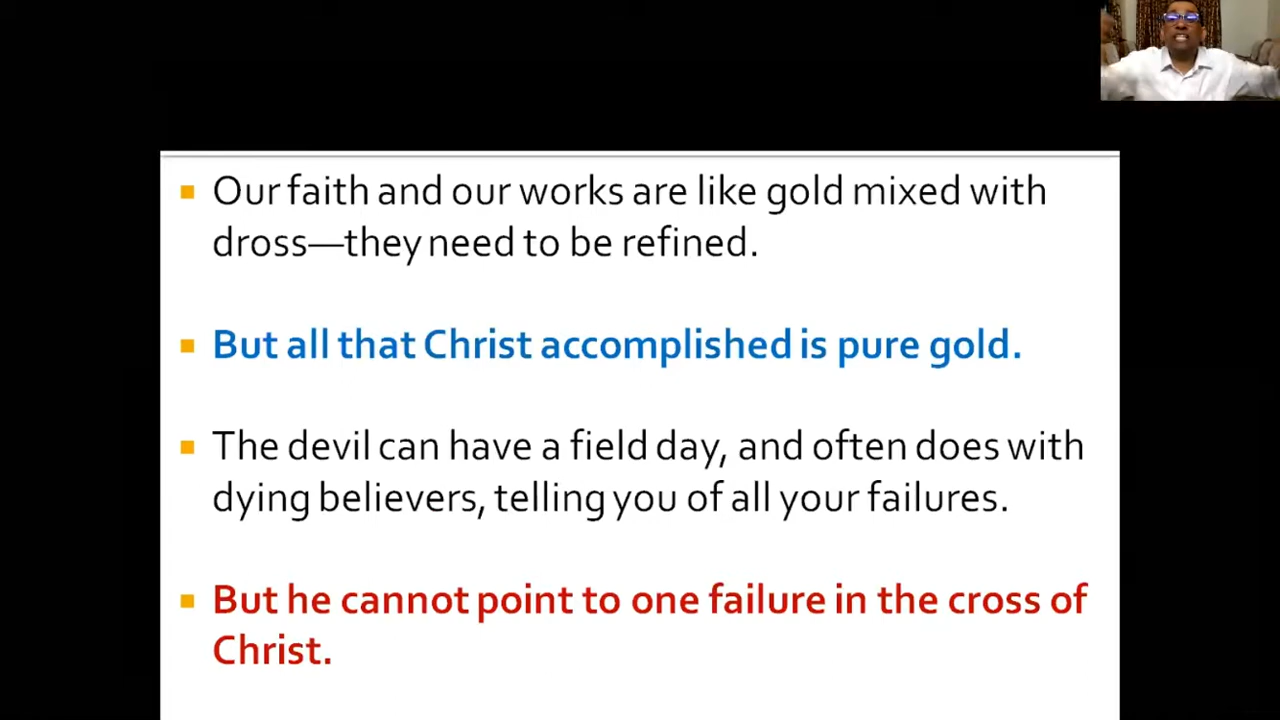 Our faith and our works are like gold mixed with
dross—they need to be refined.
But all that Christ accomplished is pure gold.
The devil can have a field day, and often does with
dying believers, telling you of all your failures.
But he cannot point to one failure in the cross of
Christ.